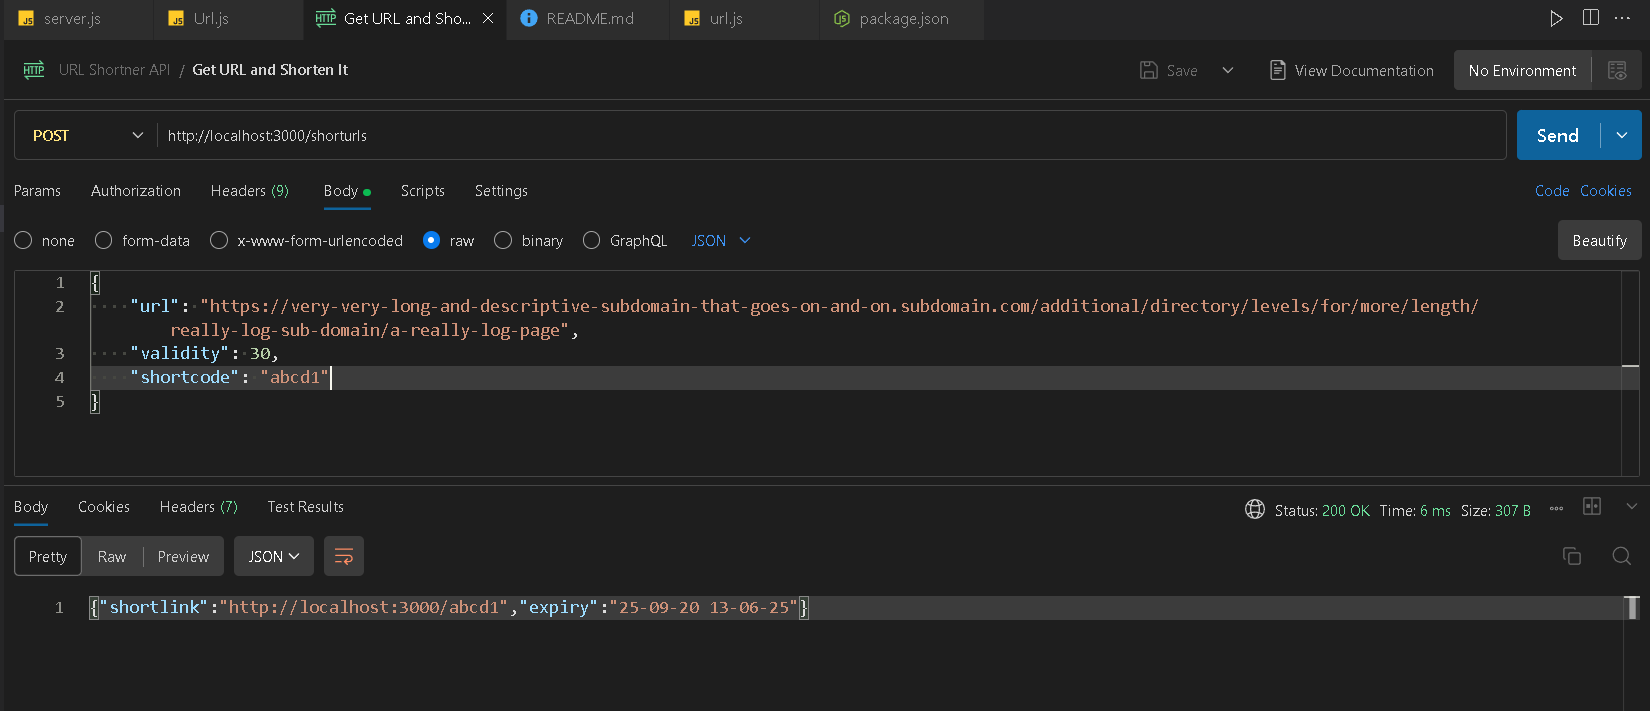 server.js Url.js Get URL and Sho... README.md url.js package.json
HTTP URL Shortner API / Get URL and Shorten It Save View Documentation No Environment
POST http://localhost:3000/shorturls Send
Params Authorization Headers (9) Body Scripts Settings Code Cookies
none form-data x-www-form-urlencoded raw binary GraphQL JSON Beautify
1 {
2 "url": "https://very-very-long-and-descriptive-subdomain-that-goes-on-and-on.subdomain.com/additional/directory/levels/for/more/length/
really-log-sub-domain/a-really-log-page",
3 "validity": 30,
4 "shortcode": "abcd1"
5 }
Body Cookies Headers (7) Test Results Status: 200 OK Time: 6 ms Size: 307 B
Pretty Raw Preview JSON
1 {"shortlink":"http://localhost:3000/abcd1","expiry":"25-09-20 13-06-25"}